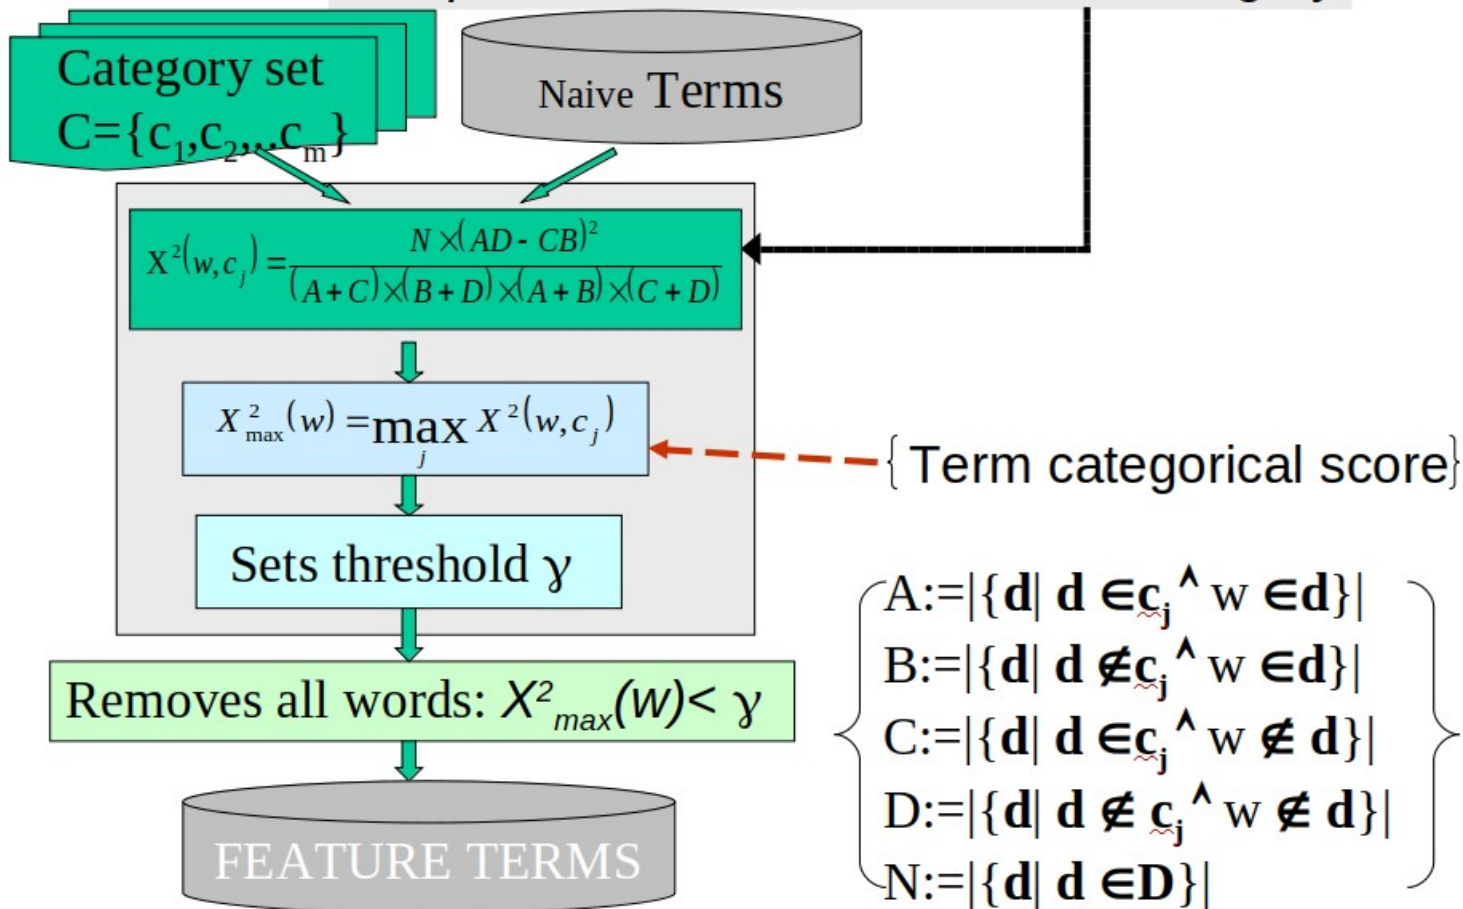 Category set
C={c1,c2,..cm}
Naive Terms
X²(w,cj) = N×(AD - CB)² / (A+C)×(B+D)×(A+B)×(C+D)
X²max(w) = max j X²(w,cj)
{ Term categorical score}
Sets threshold γ
Removes all words: X²max(w)< γ
FEATURE TERMS
A:=|{d| d ∈cj ^ w ∈d}|
B:=|{d| d ∉cj ^ w ∈d}|
C:=|{d| d ∈cj ^ w ∉ d}|
D:=|{d| d ∉ cj ^ w ∉ d}|
N:=|{d| d ∈D}|